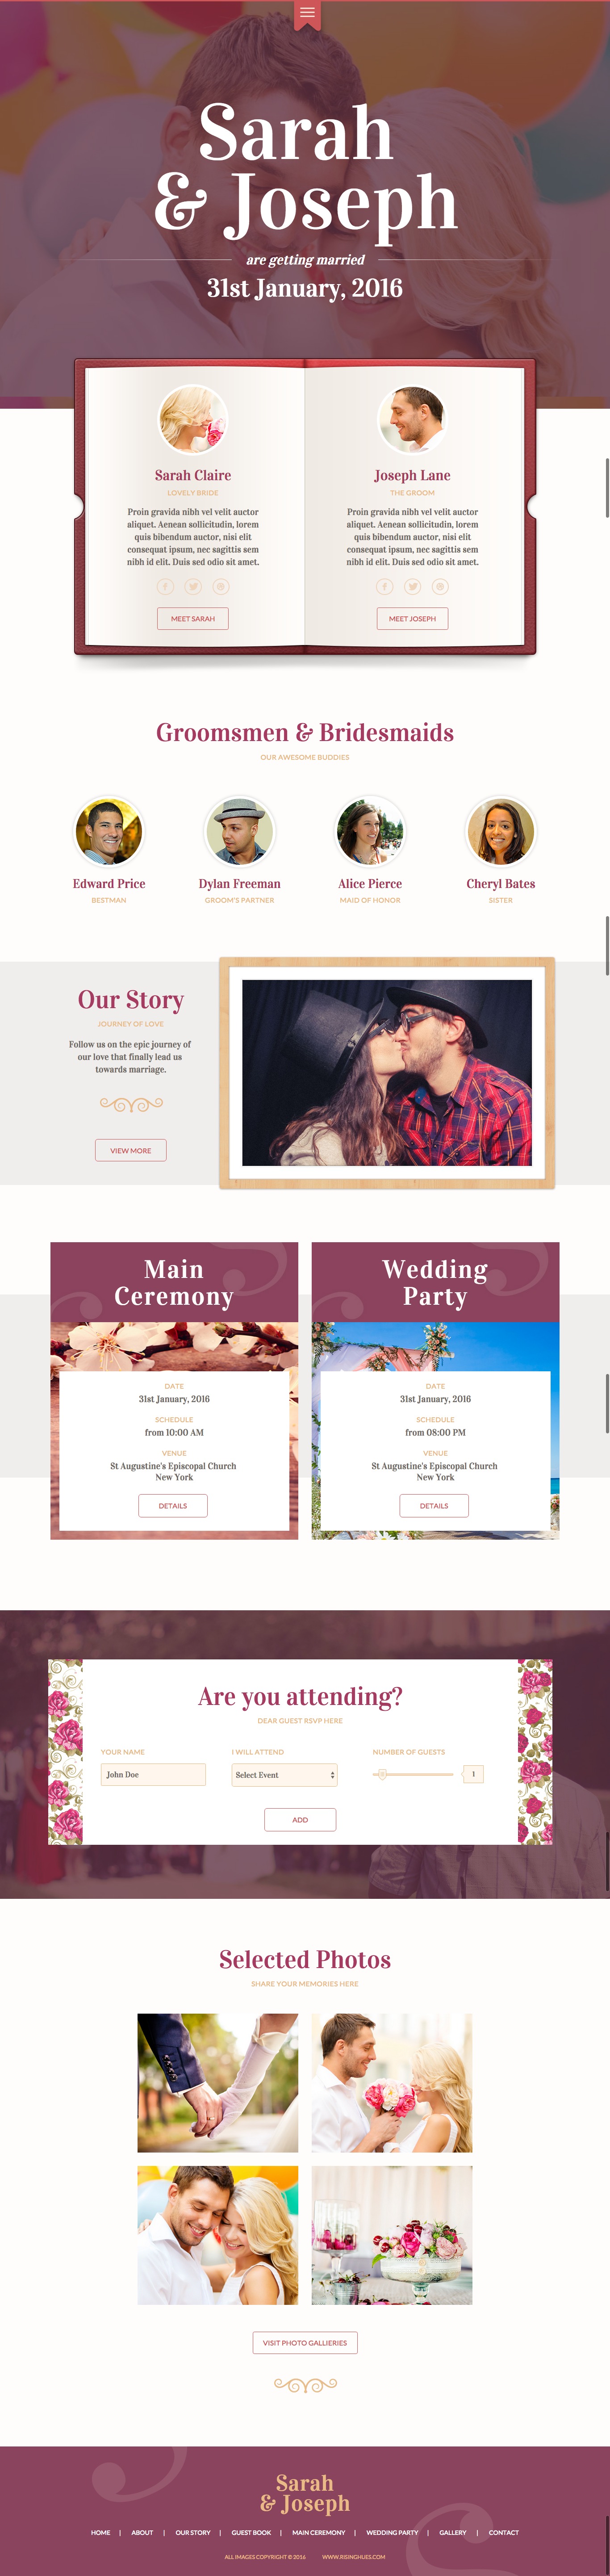 Sarah
& Joseph
are getting married
31st January, 2016
Sarah Claire
LOVELY BRIDE
Proin gravida nibh vel velit auctor
aliquet. Aenean sollicitudin, lorem
quis bibendum auctor, nisi elit
consequat ipsum, nec sagittis sem
nibh id elit. Duis sed odio sit amet.
MEET SARAH
Joseph Lane
THE GROOM
Proin gravida nibh vel velit auctor
aliquet. Aenean sollicitudin, lorem
quis bibendum auctor, nisi elit
consequat ipsum, nec sagittis sem
nibh id elit. Duis sed odio sit amet.
MEET JOSEPH
Groomsmen & Bridesmaids
OUR AWESOME BUDDIES
Edward Price
BESTMAN
Dylan Freeman
GROOM'S PARTNER
Alice Pierce
MAID OF HONOR
Cheryl Bates
SISTER
Our Story
JOURNEY OF LOVE
Follow us on the epic journey of
our love that finally lead us
towards marriage.
VIEW MORE
Main
Ceremony
DATE
31st January, 2016
SCHEDULE
from 10:00 AM
VENUE
St Augustine's Episcopal Church
New York
DETAILS
Wedding
Party
DATE
31st January, 2016
SCHEDULE
from 08:00 PM
VENUE
St Augustine's Episcopal Church
New York
DETAILS
Are you attending?
DEAR GUEST RSVP HERE
YOUR NAME
John Doe
I WILL ATTEND
Select Event
NUMBER OF GUESTS
1
ADD
Selected Photos
SHARE YOUR MEMORIES HERE
VISIT PHOTO GALLIERIES
Sarah
& Joseph
HOME | ABOUT | OUR STORY | GUEST BOOK | MAIN CEREMONY | WEDDING PARTY | GALLERY | CONTACT
ALL IMAGES COPYRIGHT © 2016 WWW.RISINGHUES.COM